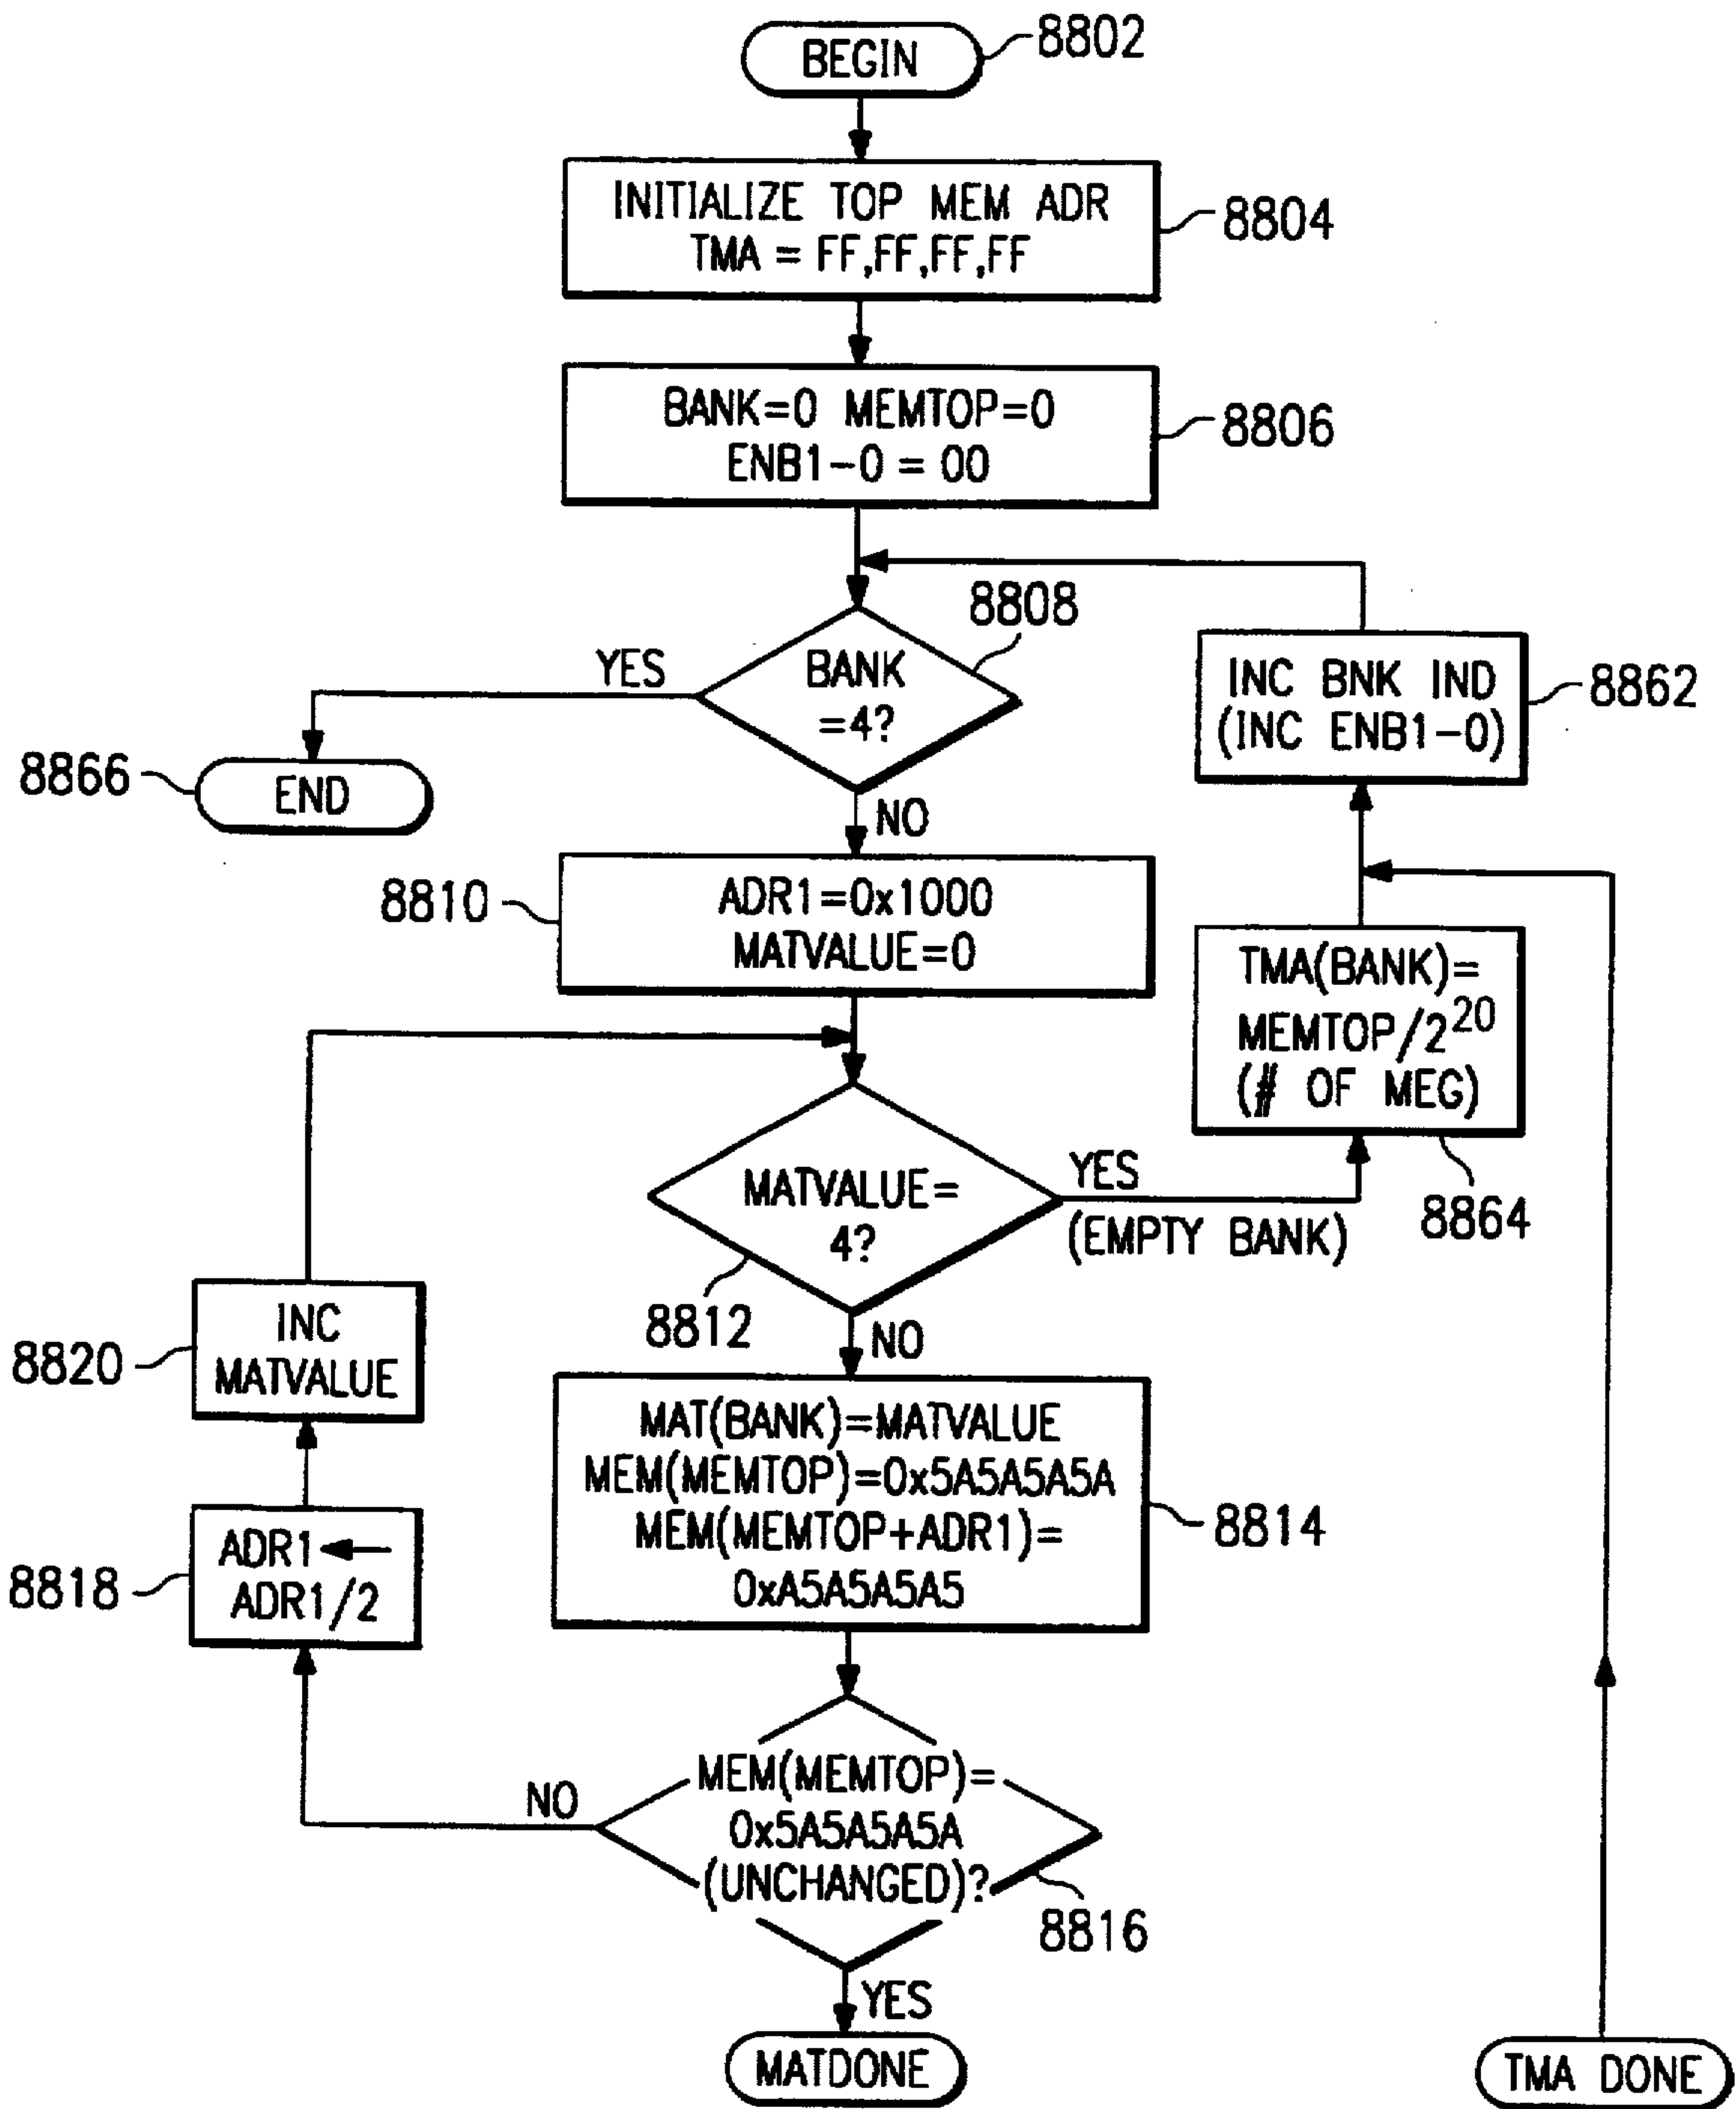 BEGIN
8802
INITIALIZE TOP MEM ADR
TMA = FF,FF,FF,FF
8804
BANK=0 MEMTOP=0
ENB1-0 = 00
8806
8808
BANK
=4?
YES
NO
8866
END
INC BNK IND
(INC ENB1-0)
8862
8810
ADR1=0x1000
MATVALUE=0
TMA(BANK)=
MEMTOP/2²⁰
(# OF MEG)
8864
MATVALUE=
4?
YES
(EMPTY BANK)
8812
NO
8820
INC
MATVALUE
MAT(BANK)=MATVALUE
MEM(MEMTOP)=0x5A5A5A5A
MEM(MEMTOP+ADR1)=
0xA5A5A5A5
8814
8818
ADR1←
ADR1/2
MEM(MEMTOP)=
0x5A5A5A5A
(UNCHANGED)?
NO
8816
YES
MATDONE
TMA DONE